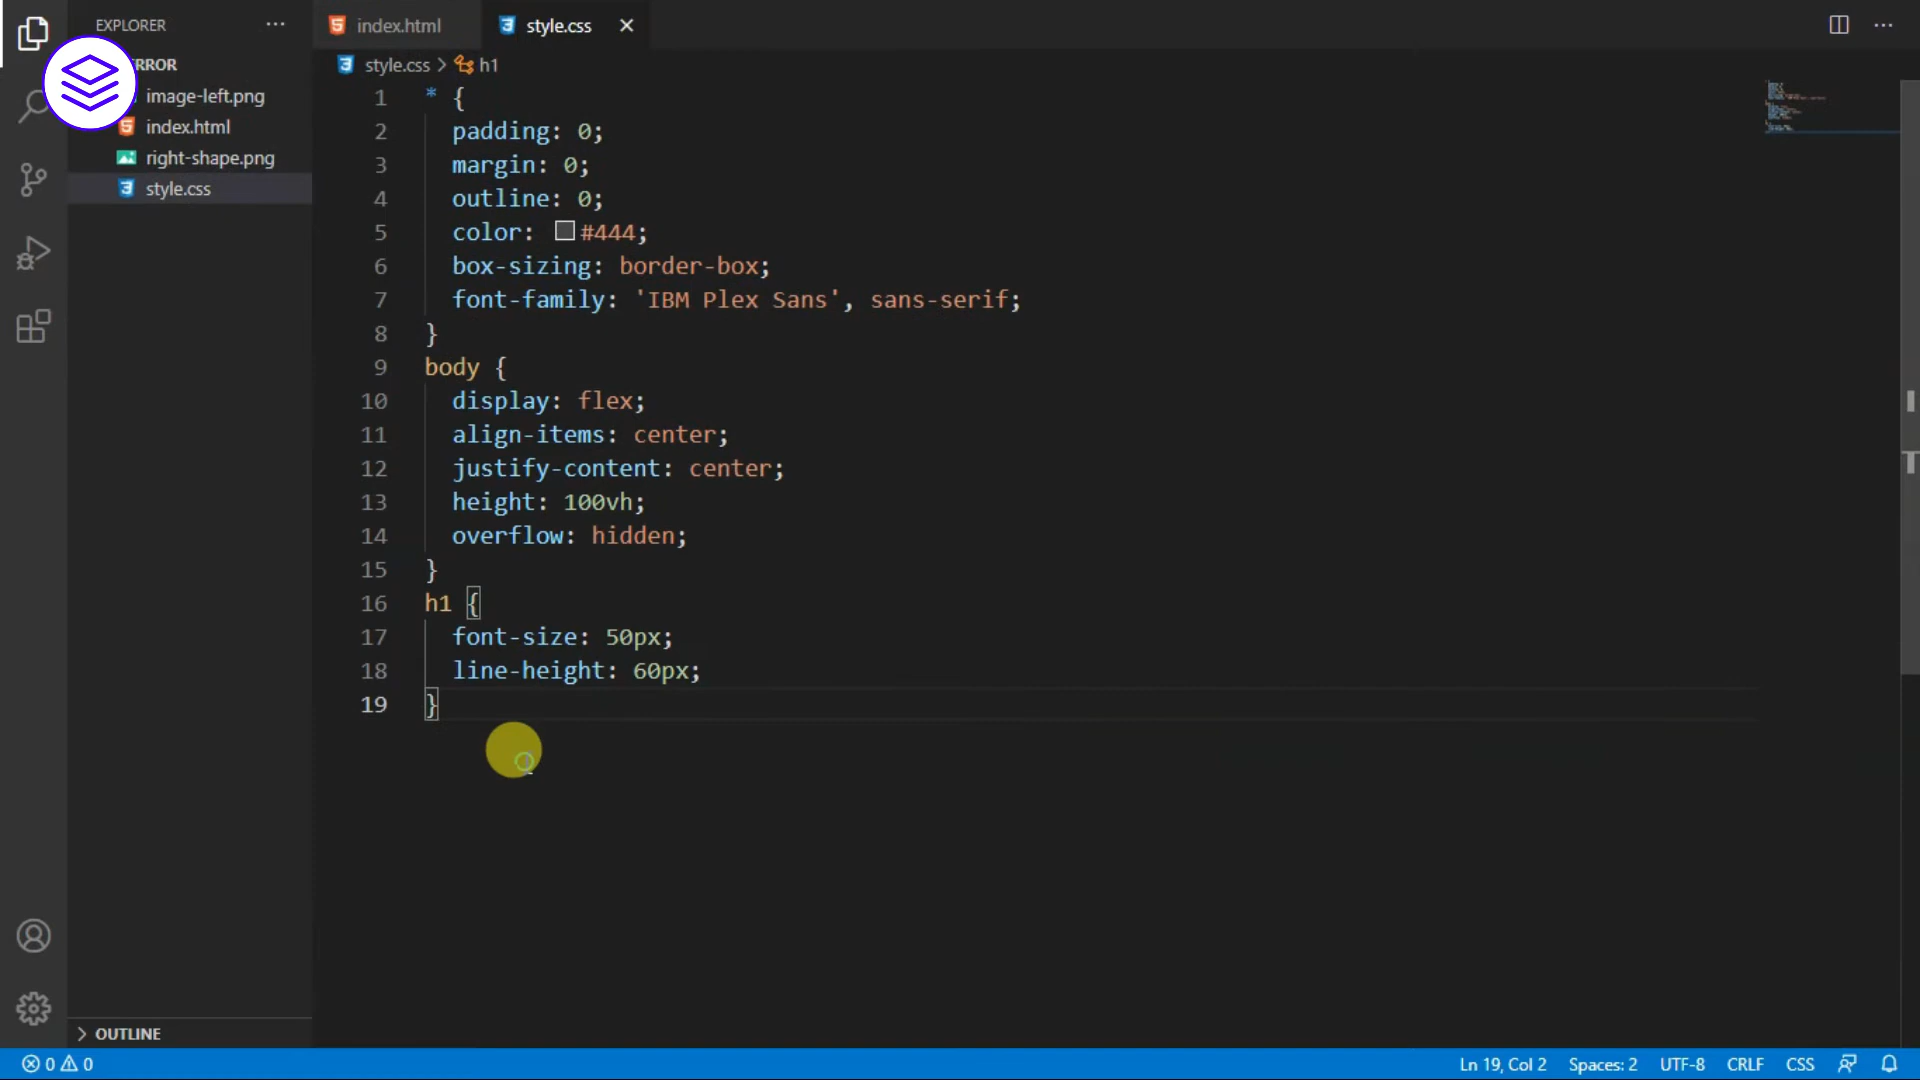 EXPLORER
RROR
image-left.png
index.html
right-shape.png
style.css
OUTLINE
index.html
style.css
style.css > h1
1 * {
2 padding: 0;
3 margin: 0;
4 outline: 0;
5 color: #444;
6 box-sizing: border-box;
7 font-family: 'IBM Plex Sans', sans-serif;
8 }
9 body {
10 display: flex;
11 align-items: center;
12 justify-content: center;
13 height: 100vh;
14 overflow: hidden;
15 }
16 h1 {
17 font-size: 50px;
18 line-height: 60px;
19 }
0 0
Ln 19, Col 2 Spaces: 2 UTF-8 CRLF CSS